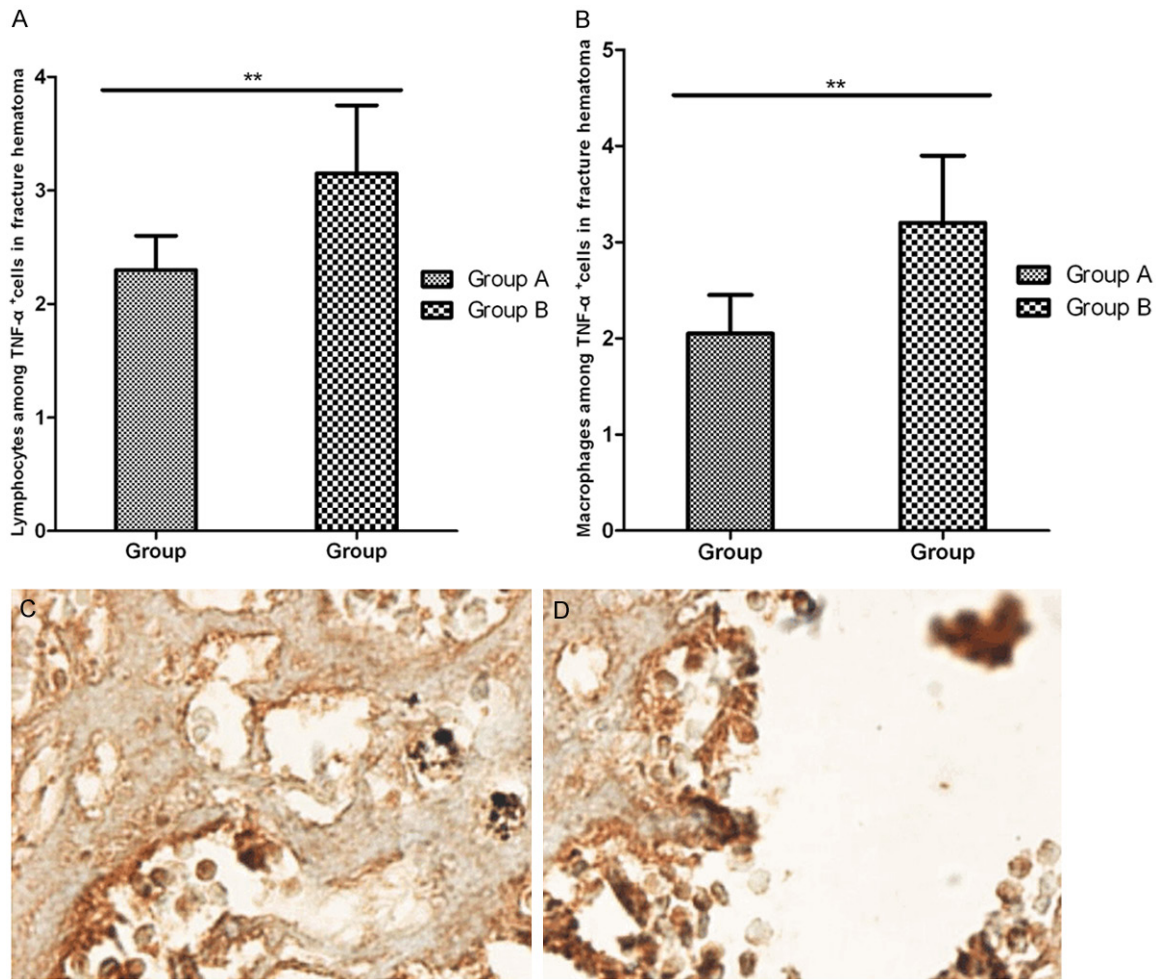 A
Lymphocytes among TNF-α ⁺cells in fracture hematoma
4
3
2
1
0
**
Group
Group
Group A
Group B
B
Macrophages among TNF-α ⁺cells in fracture hematoma
5
4
3
2
1
0
**
Group
Group
Group A
Group B
C
D